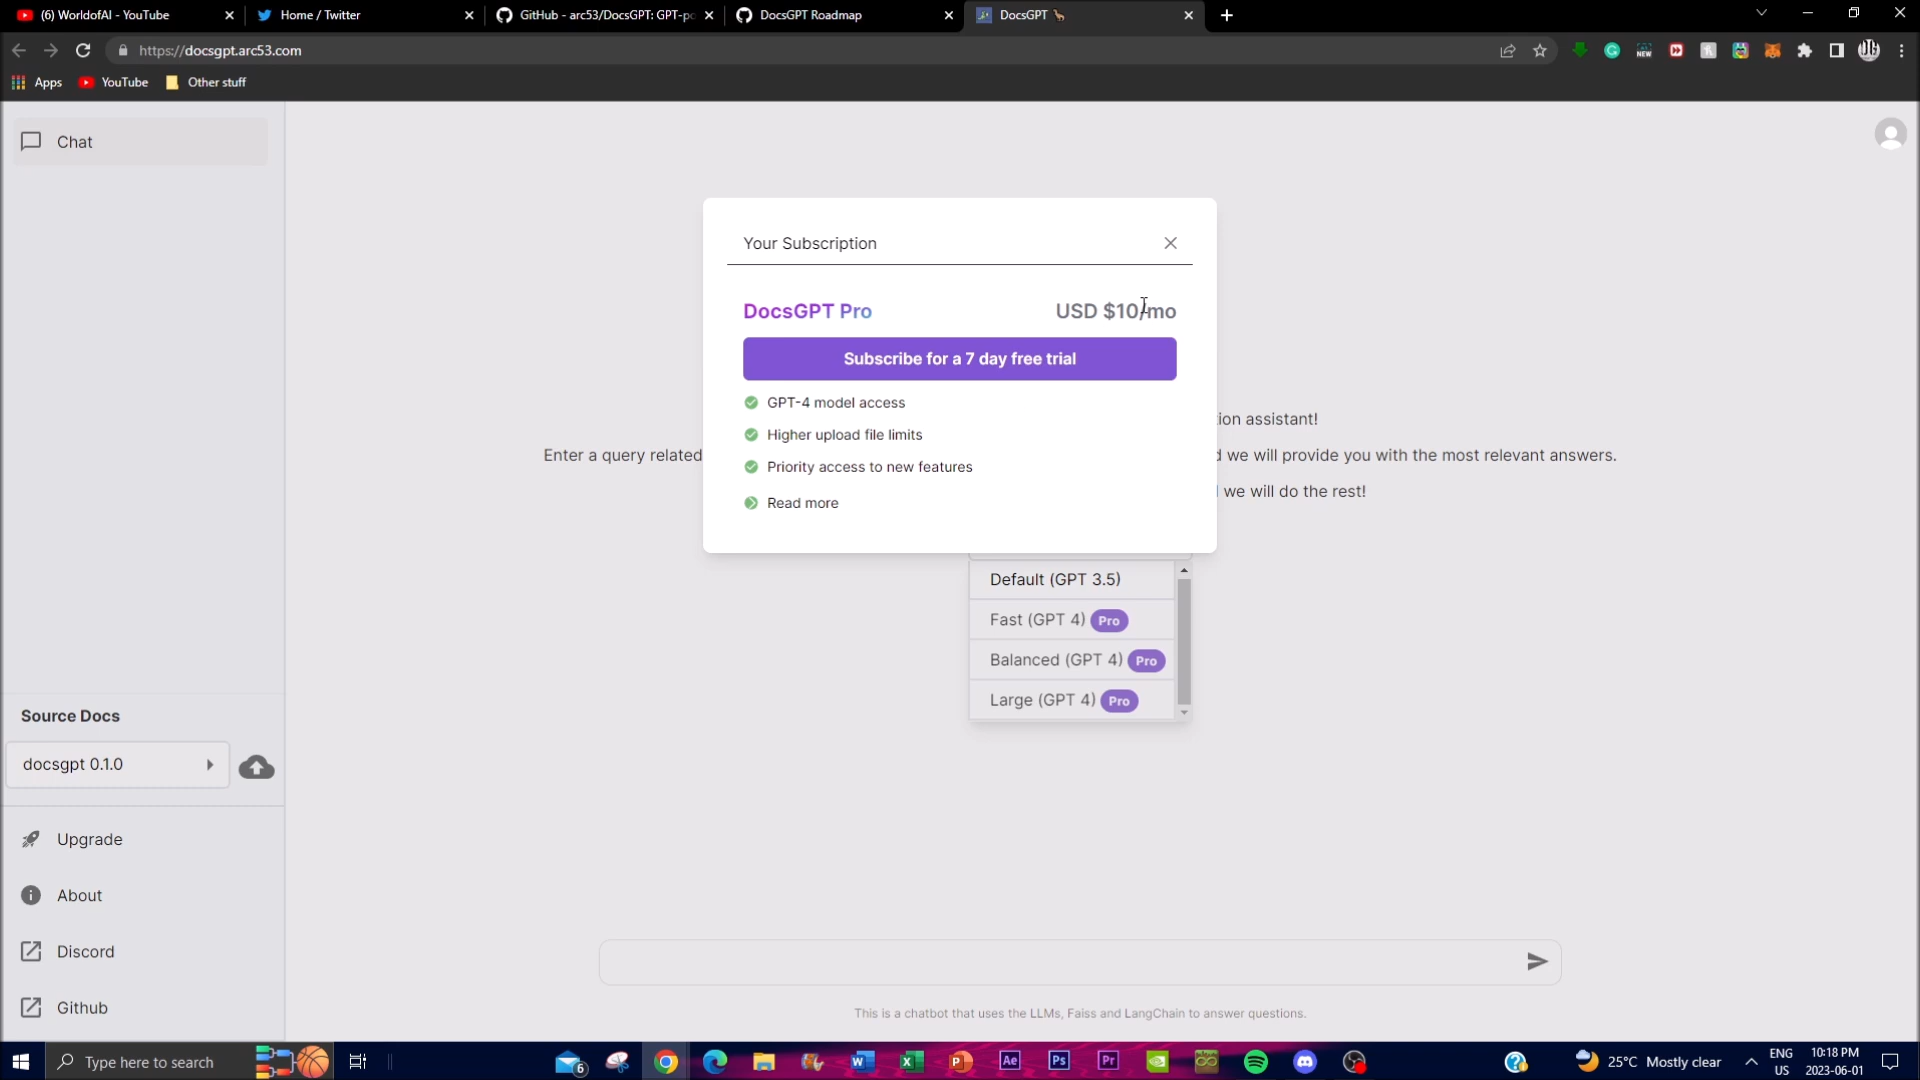 (6) WorldofAI - YouTube
Home / Twitter
GitHub - arc53/DocsGPT: GPT-po
DocsGPT Roadmap
DocsGPT
https://docsgpt.arc53.com
NEW
Apps
YouTube
Other stuff
Chat
Your Subscription
DocsGPT Pro
USD $10/mo
Subscribe for a 7 day free trial
GPT-4 model access
Higher upload file limits
Priority access to new features
Read more
ion assistant!
Enter a query related
d we will provide you with the most relevant answers.
we will do the rest!
Default (GPT 3.5)
Fast (GPT 4) Pro
Balanced (GPT 4) Pro
Large (GPT 4) Pro
Source Docs
docsgpt 0.1.0
Upgrade
About
Discord
Github
This is a chatbot that uses the LLMs, Faiss and LangChain to answer questions.
Type here to search
6
Ae
Ps
Pr
25°C Mostly clear
ENG
US
10:18 PM
2023-06-01